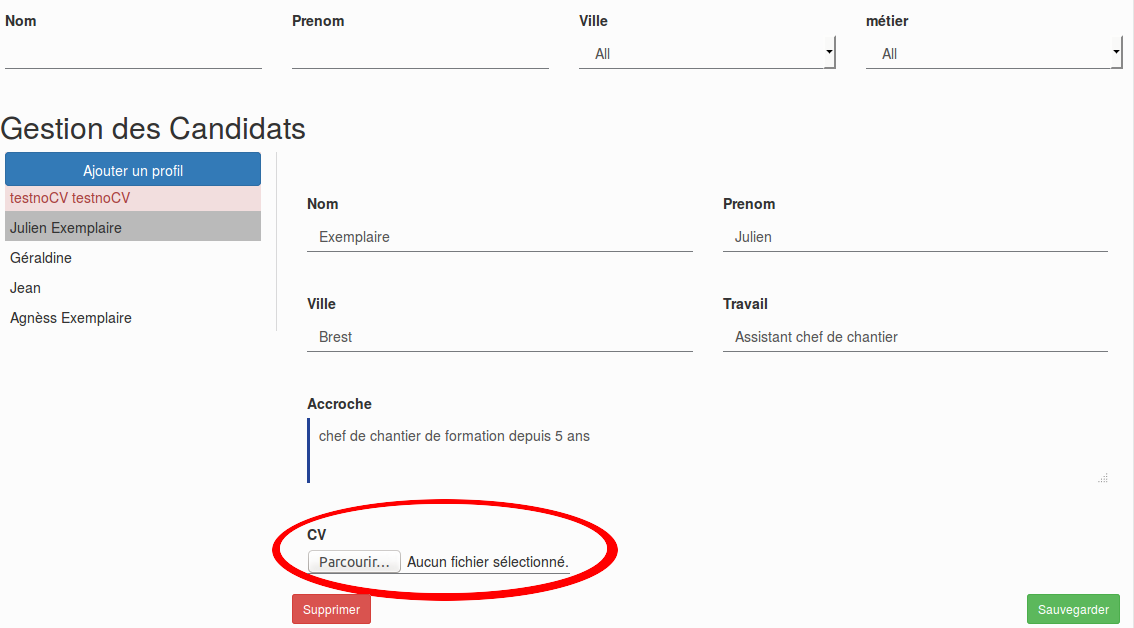 Nom Prenom Ville métier
All All
Gestion des Candidats
Ajouter un profil
testnoCV testnoCV
Julien Exemplaire
Géraldine
Jean
Agnèss Exemplaire
Nom Prenom
Exemplaire Julien
Ville Travail
Brest Assistant chef de chantier
Accroche
chef de chantier de formation depuis 5 ans
CV
Parcourir... Aucun fichier sélectionné.
Supprimer Sauvegarder